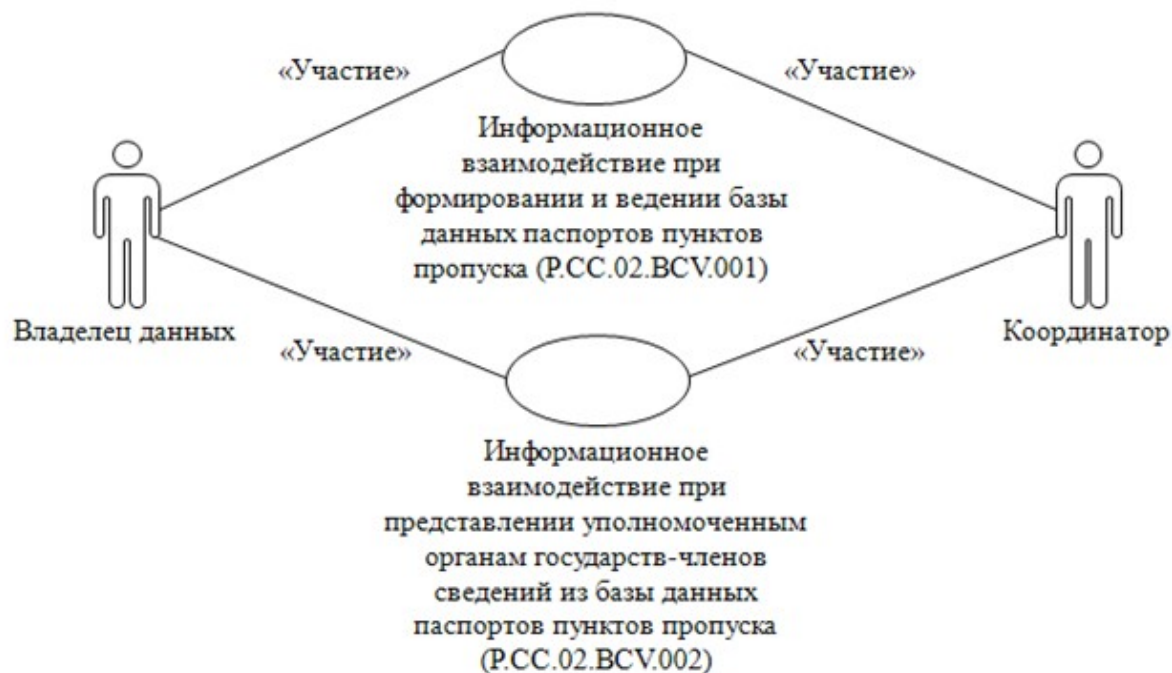 «Участие»
«Участие»
Информационное
взаимодействие при
формировании и ведении базы
данных паспортов пунктов
пропуска (P.CC.02.BCV.001)
Владелец данных
Координатор
«Участие»
«Участие»
Информационное
взаимодействие при
представлении уполномоченным
органам государств-членов
сведений из базы данных
паспортов пунктов пропуска
(P.CC.02.BCV.002)